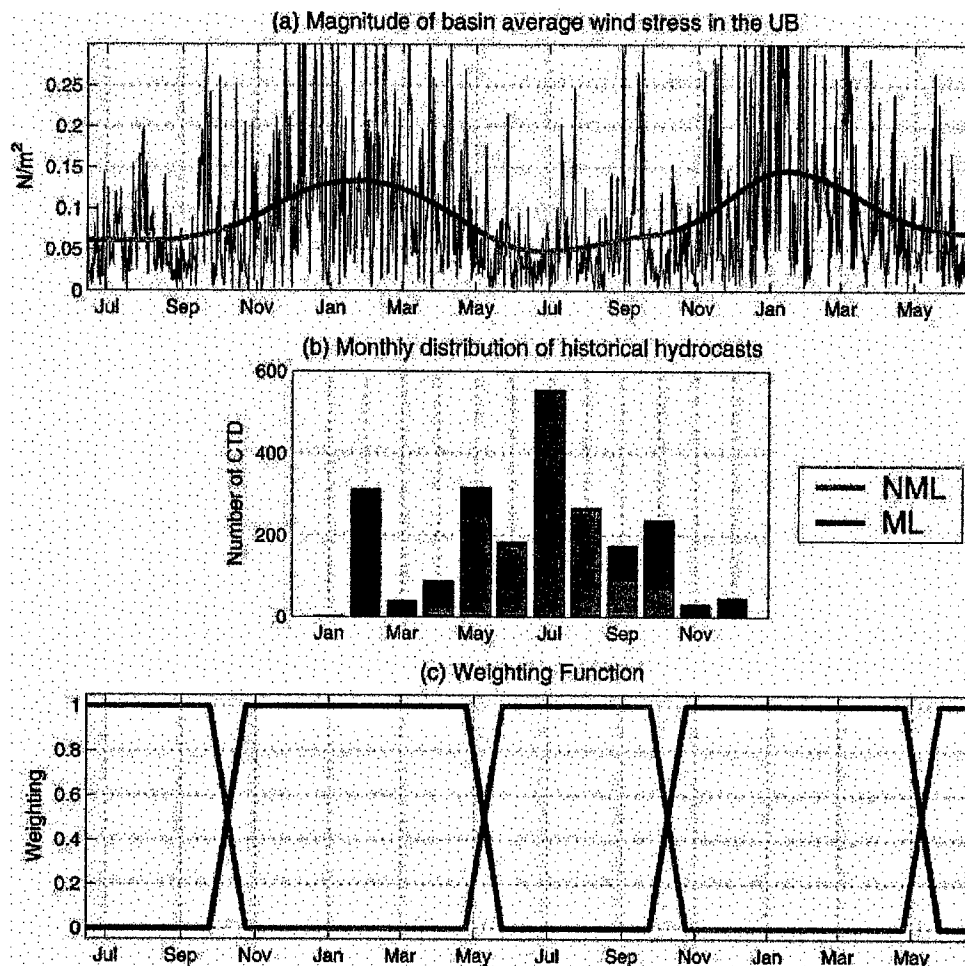 (a) Magnitude of basin average wind stress in the UB
N/m²
0.25
0.2
0.15
0.1
0.05
0
Jul Sep Nov Jan Mar May Jul Sep Nov Jan Mar May
(b) Monthly distribution of historical hydrocasts
Number of CTD
600
400
200
0
Jan Mar May Jul Sep Nov
NML
ML
(c) Weighting Function
Weighting
1
0.8
0.6
0.4
0.2
0
Jul Sep Nov Jan Mar May Jul Sep Nov Jan Mar May